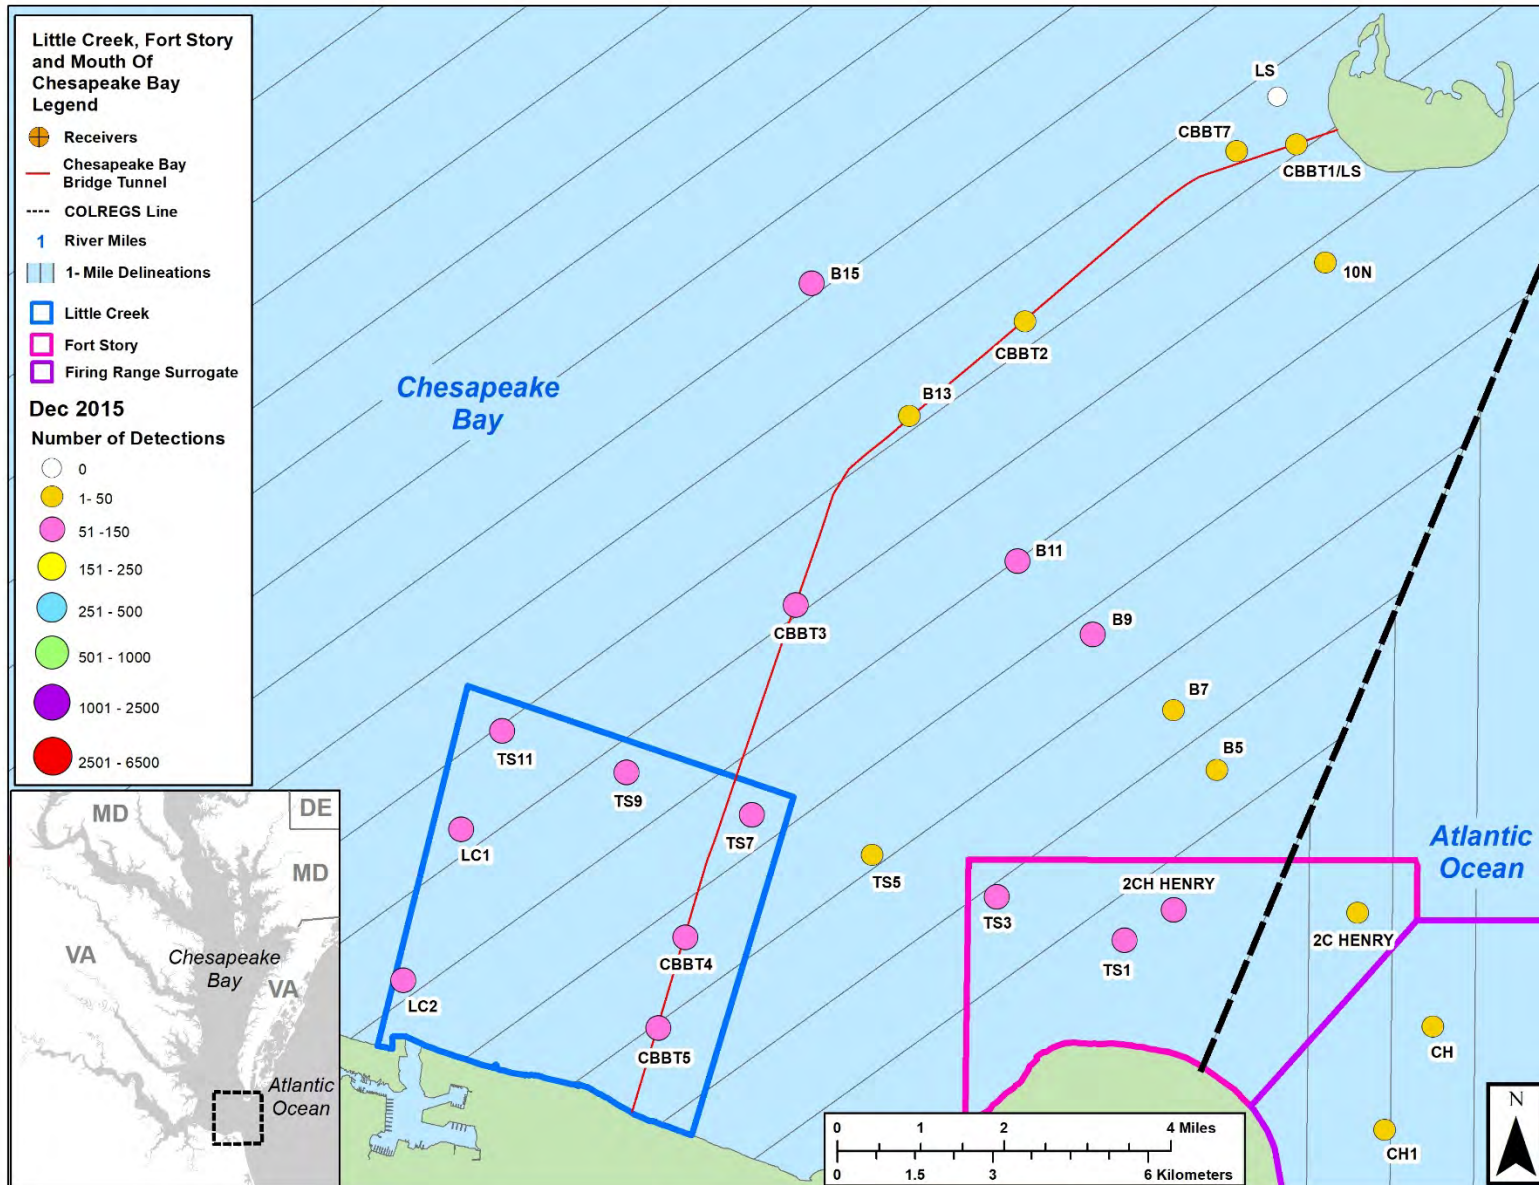 Little Creek, Fort Story
and Mouth Of
Chesapeake Bay
Legend
Receivers
Chesapeake Bay
Bridge Tunnel
COLREGS Line
1 River Miles
1- Mile Delineations
Little Creek
Fort Story
Firing Range Surrogate
Dec 2015
Number of Detections
0
1- 50
51 -150
151 - 250
251 - 500
501 - 1000
1001 - 2500
2501 - 6500
MD
DE
MD
VA
Chesapeake
Bay
VA
Atlantic
Ocean
LS
CBBT7
CBBT1/LS
10N
B15
CBBT2
Chesapeake
Bay
B13
B11
CBBT3
B9
B7
B5
TS11
TS9
TS7
LC1
TS5
Atlantic
Ocean
2CH HENRY
TS3
TS1
2C HENRY
CBBT4
LC2
CBBT5
CH
CH1
0 1 2 4 Miles
0 1.5 3 6 Kilometers
N